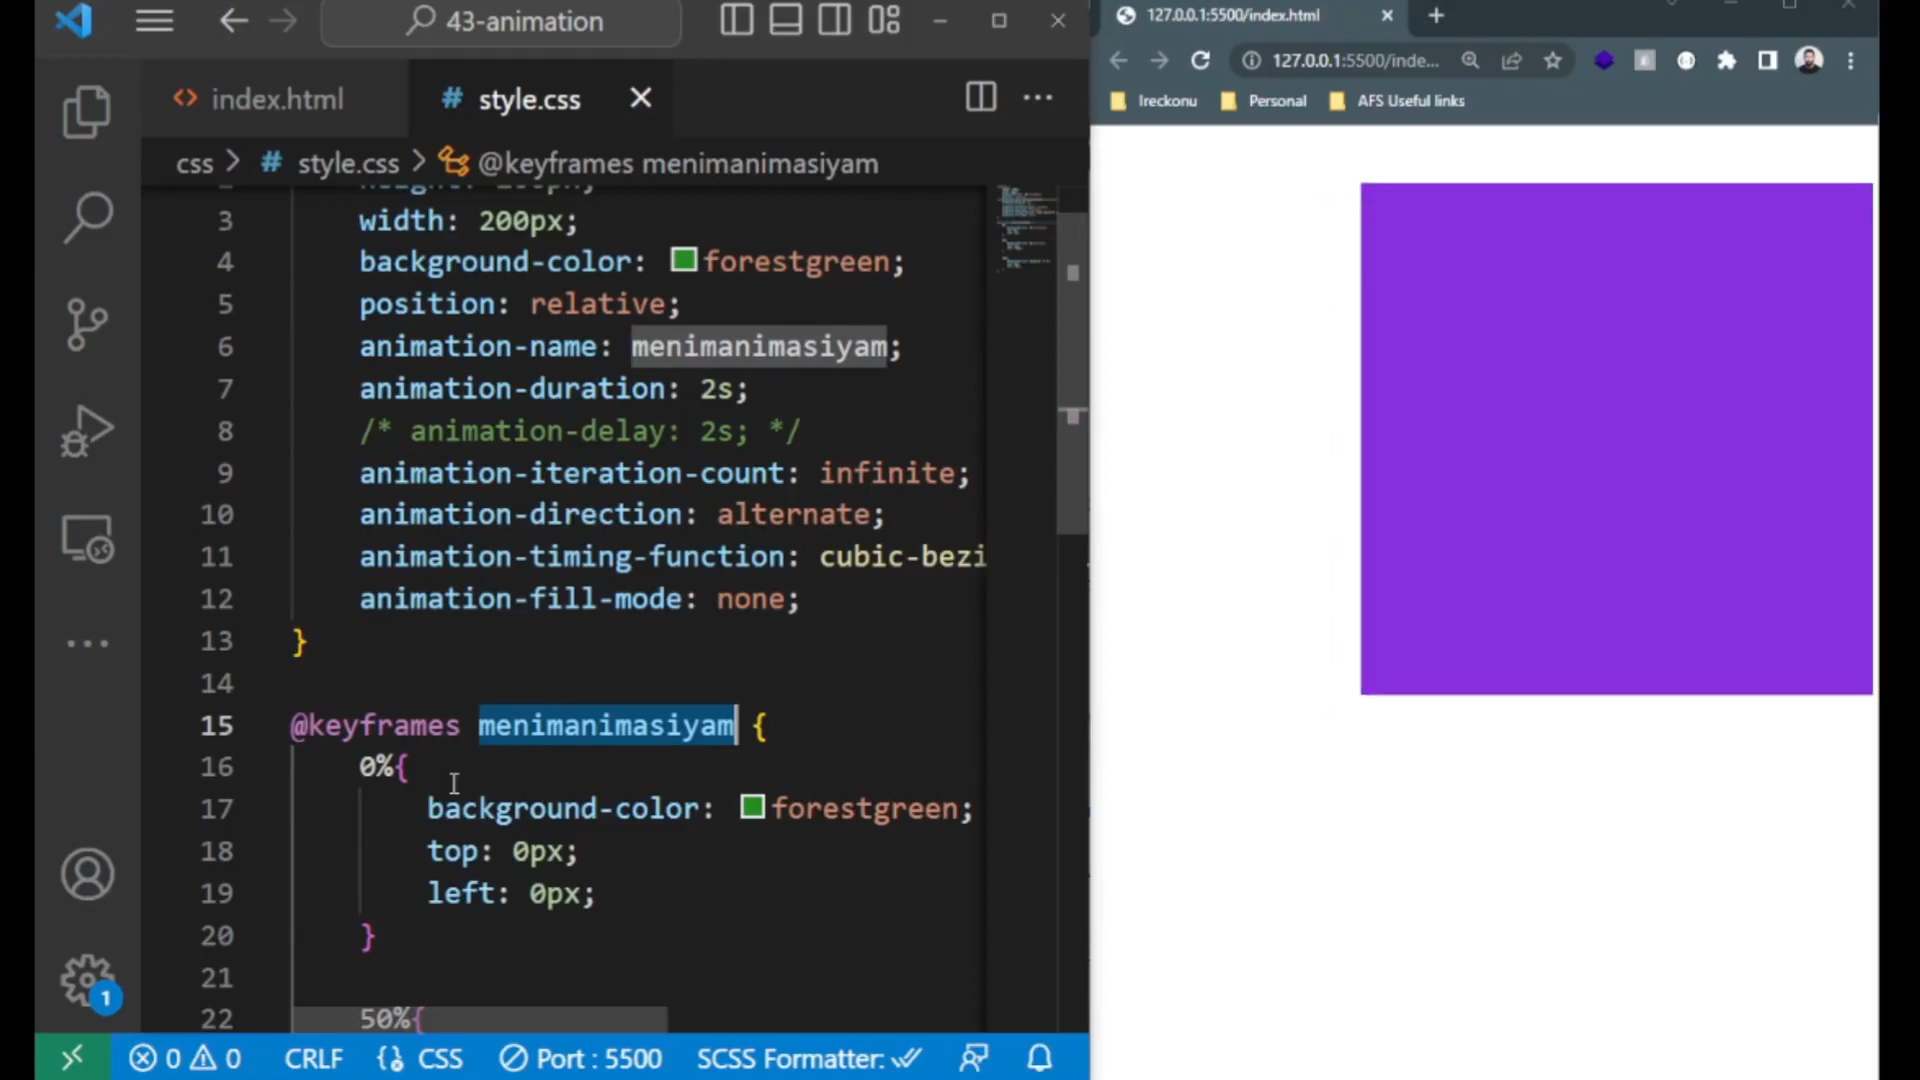 43-animation
index.html
# style.css
css > # style.css > @keyframes menimanimasiyam
3 width: 200px;
4 background-color: forestgreen;
5 position: relative;
6 animation-name: menimanimasiyam;
7 animation-duration: 2s;
8 /* animation-delay: 2s; */
9 animation-iteration-count: infinite;
10 animation-direction: alternate;
11 animation-timing-function: cubic-bezi
12 animation-fill-mode: none;
13 }
14
15 @keyframes menimanimasiyam {
16 0%{
17 background-color: forestgreen;
18 top: 0px;
19 left: 0px;
20 }
21
22 50%{
1
0 0 CRLF {} CSS Port : 5500 SCSS Formatter:
127.0.0.1:5500/index.html
127.0.0.1:5500/inde...
Ireckonu Personal AFS Useful links